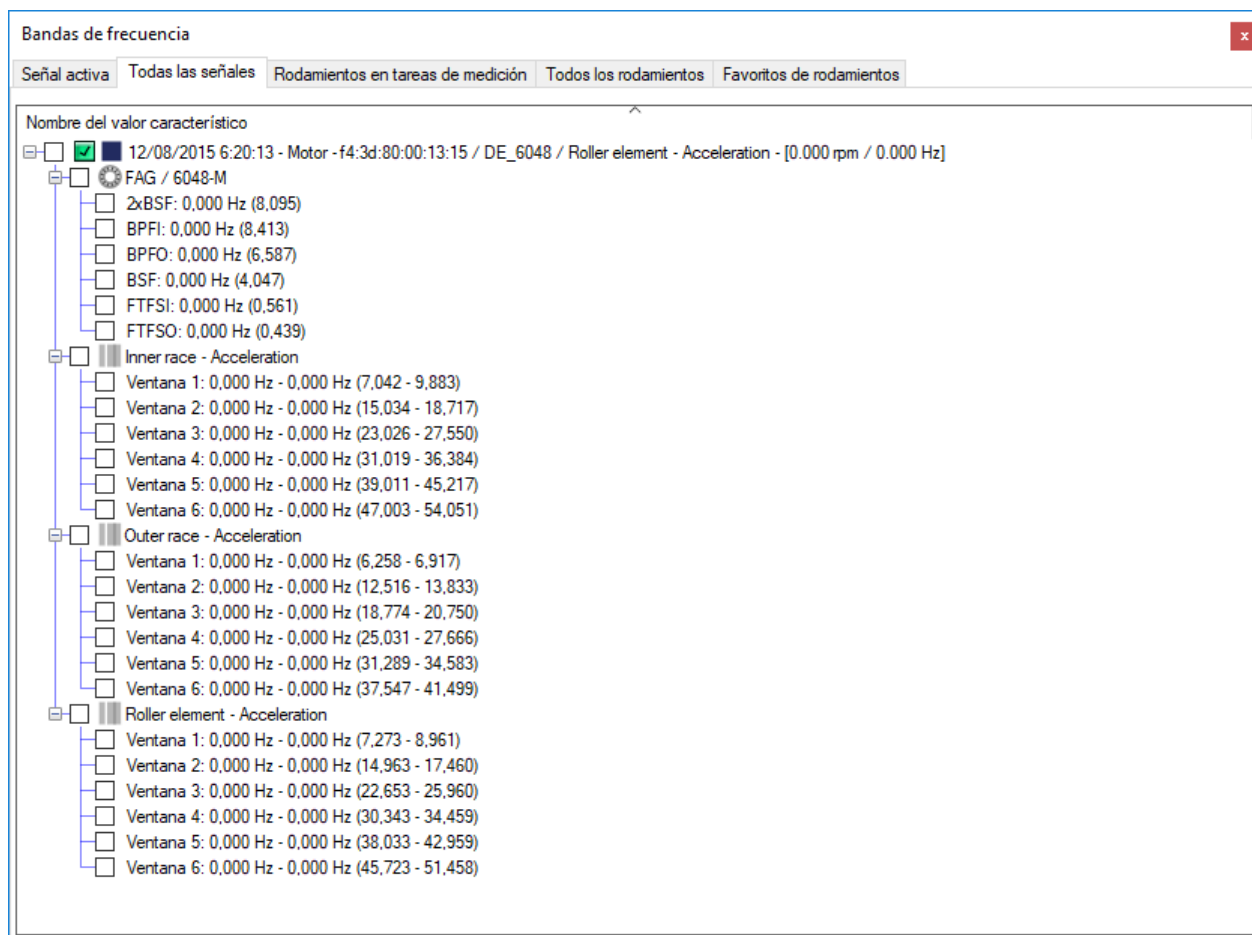 Bandas de frecuencia
x
Señal activa Todas las señales Rodamientos en tareas de medición Todos los rodamientos Favoritos de rodamientos
Nombre del valor característico
12/08/2015 6:20:13 - Motor - f4:3d:80:00:13:15 / DE_6048 / Roller element - Acceleration - [0.000 rpm / 0.000 Hz]
FAG / 6048-M
2xBSF: 0,000 Hz (8,095)
BPFI: 0,000 Hz (8,413)
BPFO: 0,000 Hz (6,587)
BSF: 0,000 Hz (4,047)
FTFSI: 0,000 Hz (0,561)
FTFSO: 0,000 Hz (0,439)
Inner race - Acceleration
Ventana 1: 0,000 Hz - 0,000 Hz (7,042 - 9,883)
Ventana 2: 0,000 Hz - 0,000 Hz (15,034 - 18,717)
Ventana 3: 0,000 Hz - 0,000 Hz (23,026 - 27,550)
Ventana 4: 0,000 Hz - 0,000 Hz (31,019 - 36,384)
Ventana 5: 0,000 Hz - 0,000 Hz (39,011 - 45,217)
Ventana 6: 0,000 Hz - 0,000 Hz (47,003 - 54,051)
Outer race - Acceleration
Ventana 1: 0,000 Hz - 0,000 Hz (6,258 - 6,917)
Ventana 2: 0,000 Hz - 0,000 Hz (12,516 - 13,833)
Ventana 3: 0,000 Hz - 0,000 Hz (18,774 - 20,750)
Ventana 4: 0,000 Hz - 0,000 Hz (25,031 - 27,666)
Ventana 5: 0,000 Hz - 0,000 Hz (31,289 - 34,583)
Ventana 6: 0,000 Hz - 0,000 Hz (37,547 - 41,499)
Roller element - Acceleration
Ventana 1: 0,000 Hz - 0,000 Hz (7,273 - 8,961)
Ventana 2: 0,000 Hz - 0,000 Hz (14,963 - 17,460)
Ventana 3: 0,000 Hz - 0,000 Hz (22,653 - 25,960)
Ventana 4: 0,000 Hz - 0,000 Hz (30,343 - 34,459)
Ventana 5: 0,000 Hz - 0,000 Hz (38,033 - 42,959)
Ventana 6: 0,000 Hz - 0,000 Hz (45,723 - 51,458)